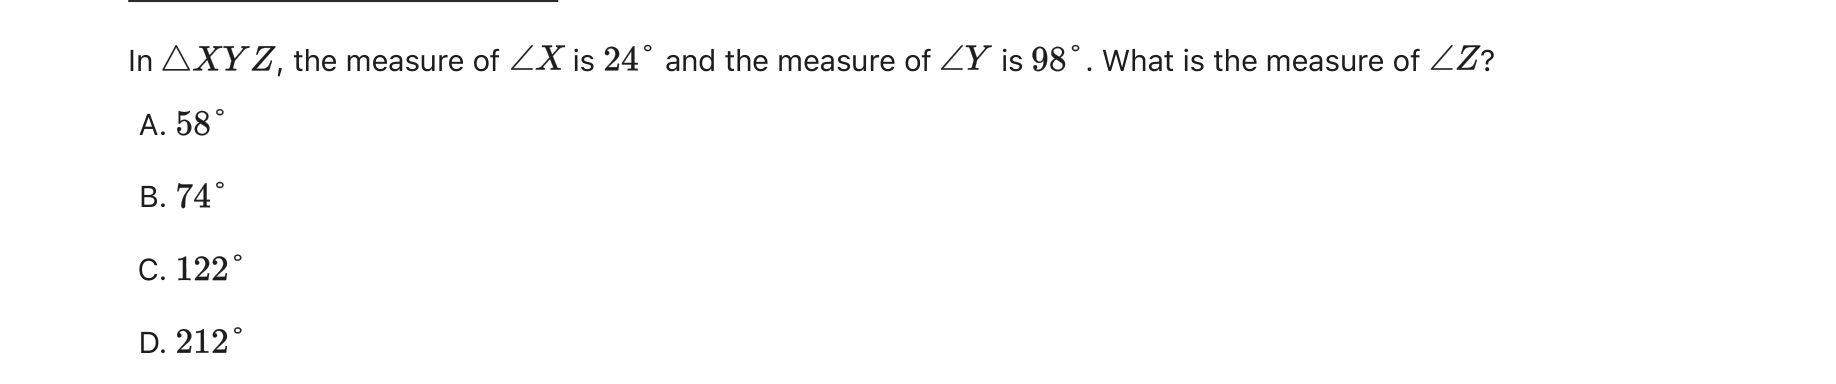 In △XYZ, the measure of ∠X is 24° and the measure of ∠Y is 98°. What is the measure of ∠Z?
A. 58°
B. 74°
C. 122°
D. 212°